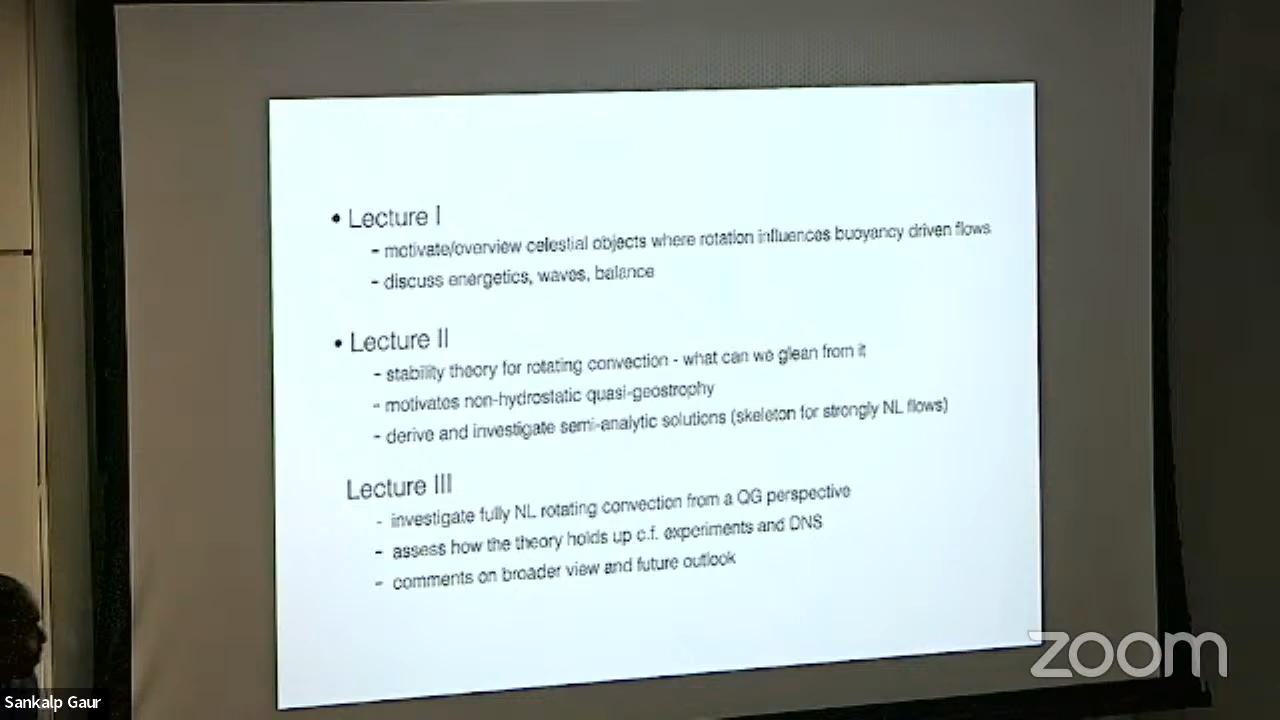 • Lecture I
- motivate/overview celestial objects where rotation influences buoyancy driven flows
- discuss energetics, waves, balance
• Lecture II
- stability theory for rotating convection - what can we glean from it
- motivates non-hydrostatic quasi-geostrophy
- derive and investigate semi-analytic solutions (skeleton for strongly NL flows)
Lecture III
- investigate fully NL rotating convection from a QG perspective
- assess how the theory holds up c.f. experiments and DNS
- comments on broader view and future outlook
zoom
Sankalp Gaur